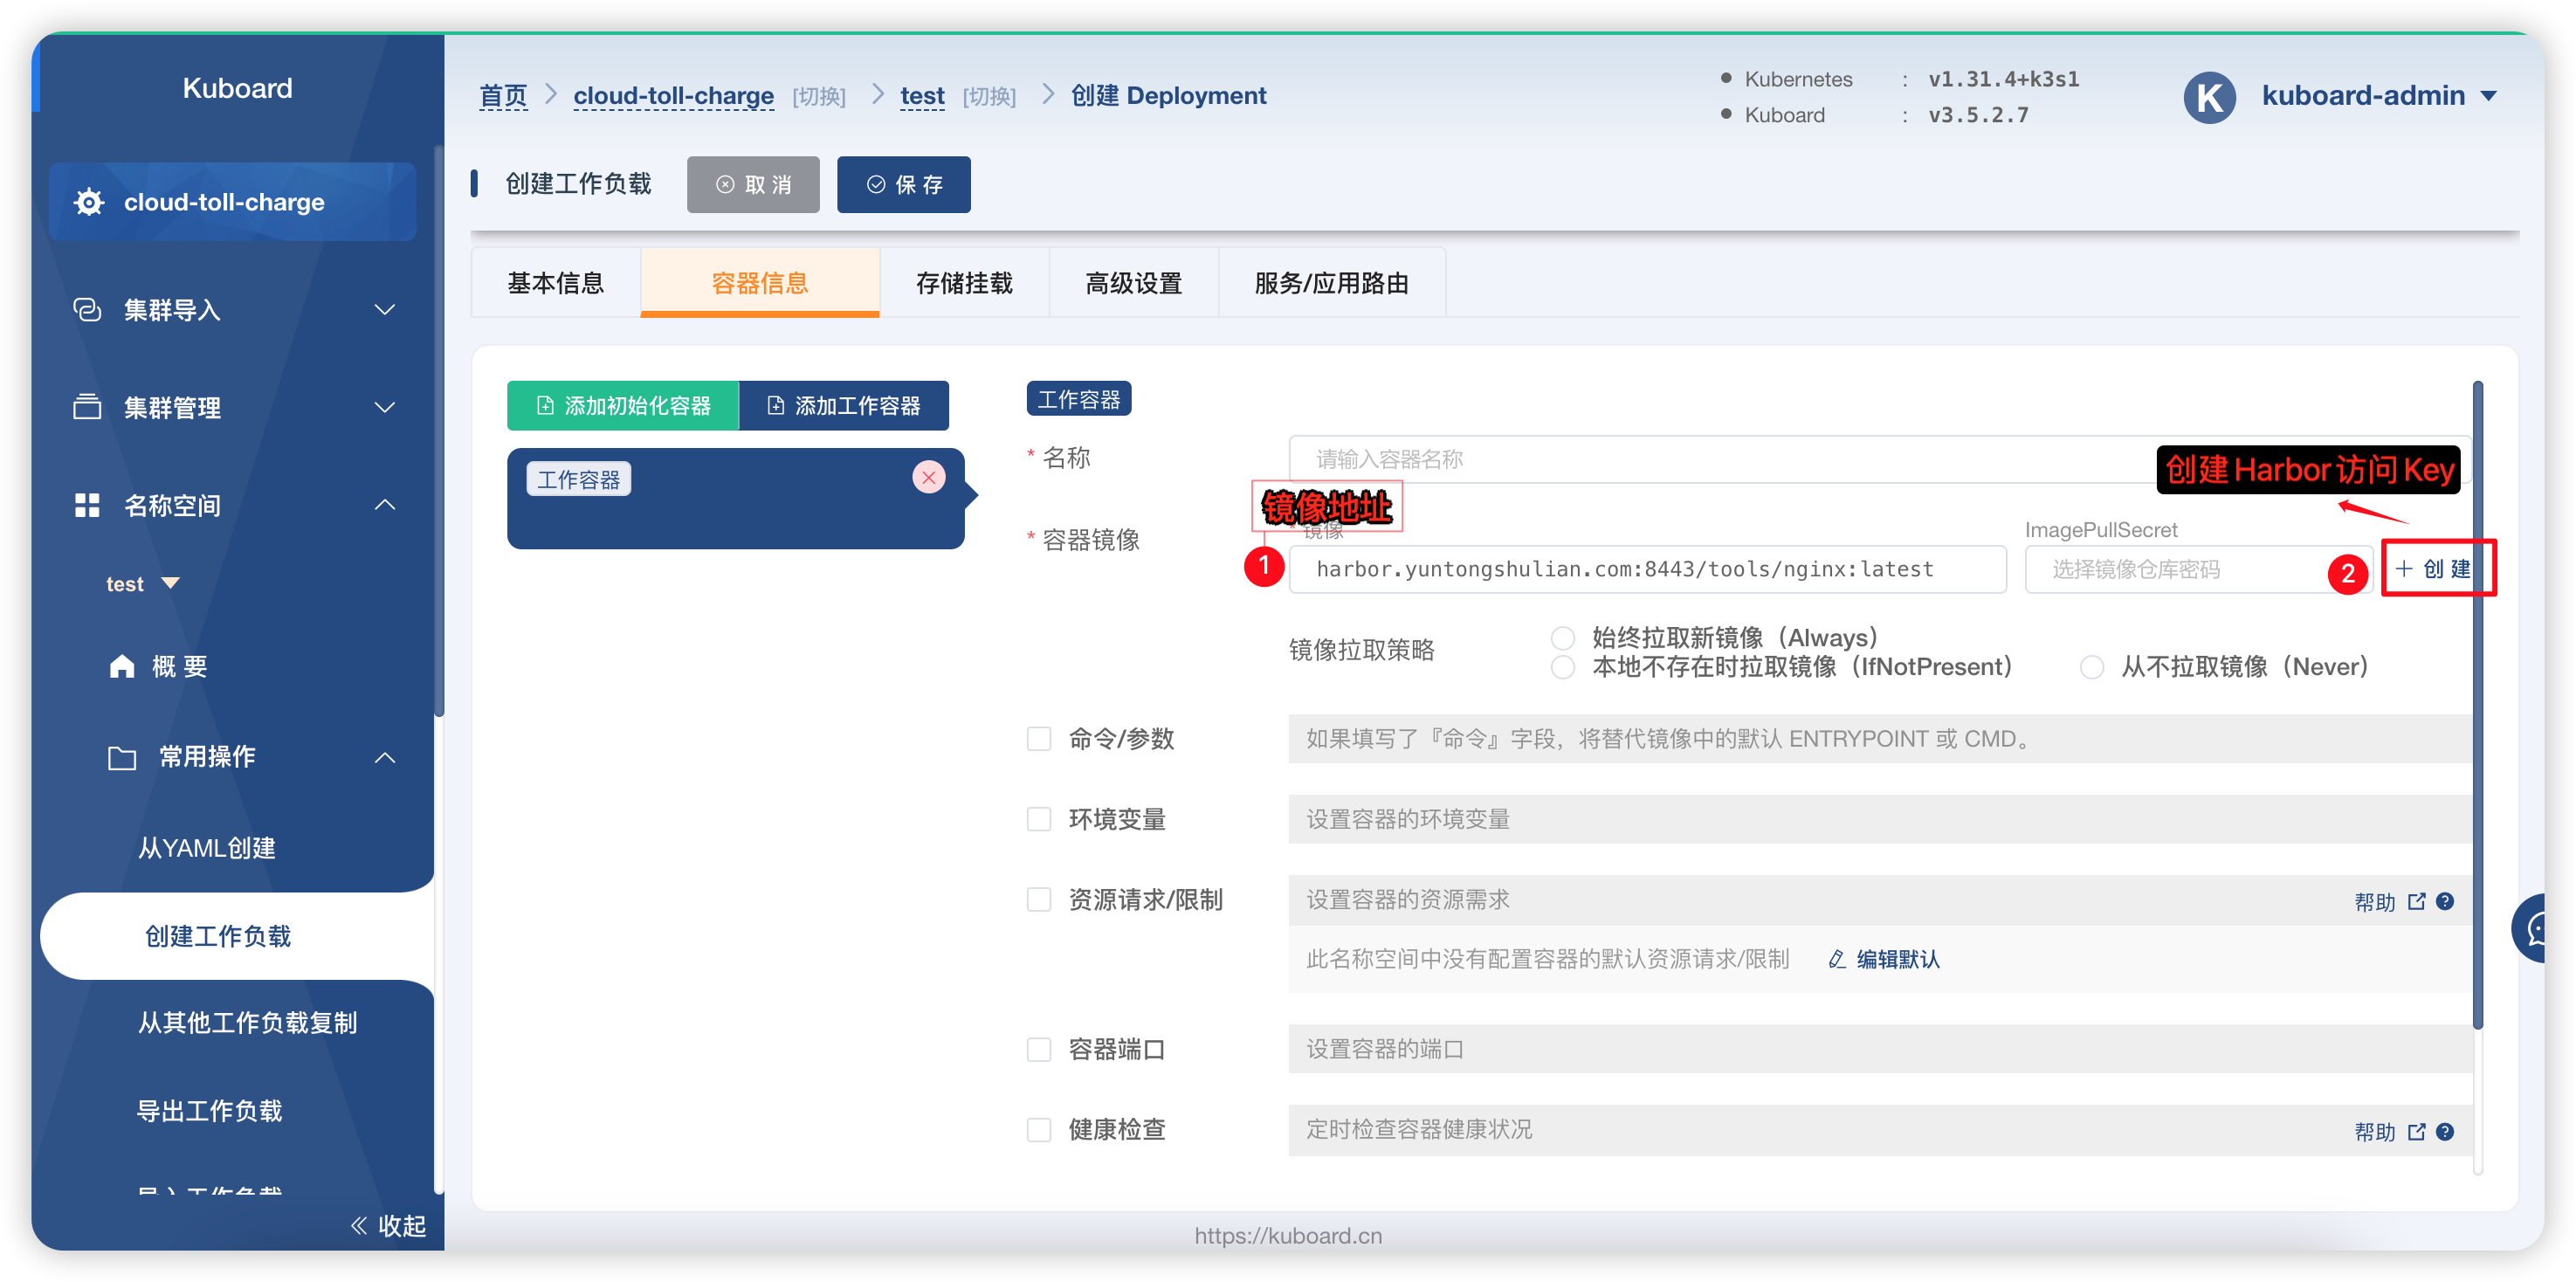 Kuboard
cloud-toll-charge
集群导入
集群管理
名称空间
test
概 要
常用操作
从YAML创建
创建工作负载
从其他工作负载复制
导出工作负载
导入工作负载
收起
首页 cloud-toll-charge [切换] test [切换] 创建 Deployment
Kubernetes : v1.31.4+k3s1
Kuboard : v3.5.2.7
K kuboard-admin
创建工作负载 取 消 保 存
基本信息 容器信息 存储挂载 高级设置 服务/应用路由
添加初始化容器 添加工作容器
工作容器
工作容器
* 名称 请输入容器名称
创建Harbor访问Key
镜像地址
* 容器镜像
* 镜像 ImagePullSecret
1 harbor.yuntongshulian.com:8443/tools/nginx:latest 选择镜像仓库密码 2 创 建
镜像拉取策略
始终拉取新镜像（Always）
本地不存在时拉取镜像（IfNotPresent） 从不拉取镜像（Never）
命令/参数 如果填写了『命令』字段，将替代镜像中的默认 ENTRYPOINT 或 CMD。
环境变量 设置容器的环境变量
资源请求/限制 设置容器的资源需求 帮助
此名称空间中没有配置容器的默认资源请求/限制 编辑默认
容器端口 设置容器的端口
健康检查 定时检查容器健康状况 帮助
https://kuboard.cn